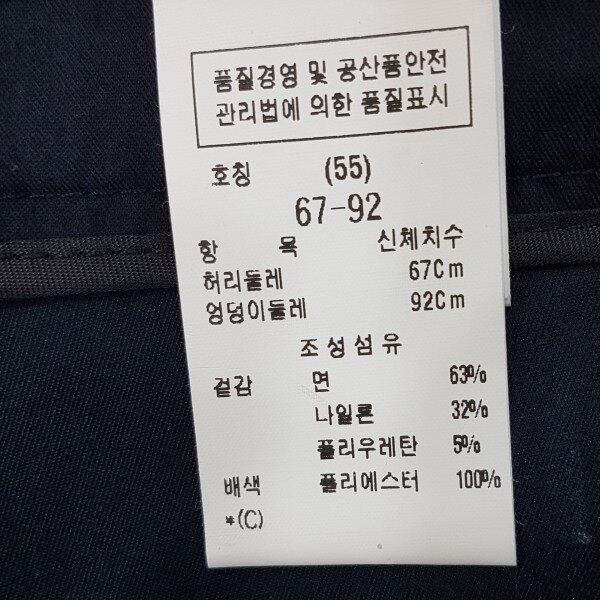 품질경영 및 공산품안전
관리법에 의한 품질표시
호칭 (55)
67-92
항 목 신체치수
허리둘레 67Cm
엉덩이둘레 92Cm
조성섬유
겉감 면 63%
나일론 32%
폴리우레탄 5%
배색 폴리에스터 100%
*(C)